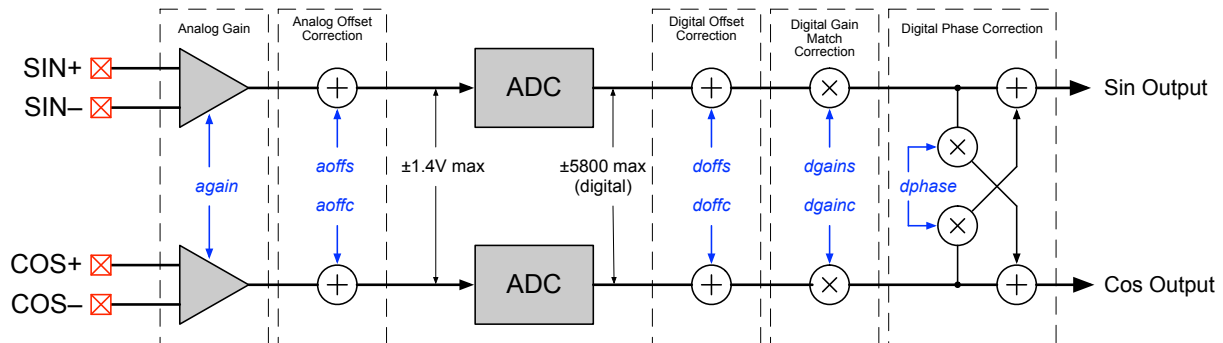 Analog Gain
Analog Offset
Correction
Digital Offset
Correction
Digital Gain
Match
Correction
Digital Phase Correction
SIN+
SIN–
ADC
Sin Output
again
aoffs
aoffc
±1.4V max
±5800 max
(digital)
doffs
doffc
dgains
dgainc
dphase
COS+
COS–
ADC
Cos Output